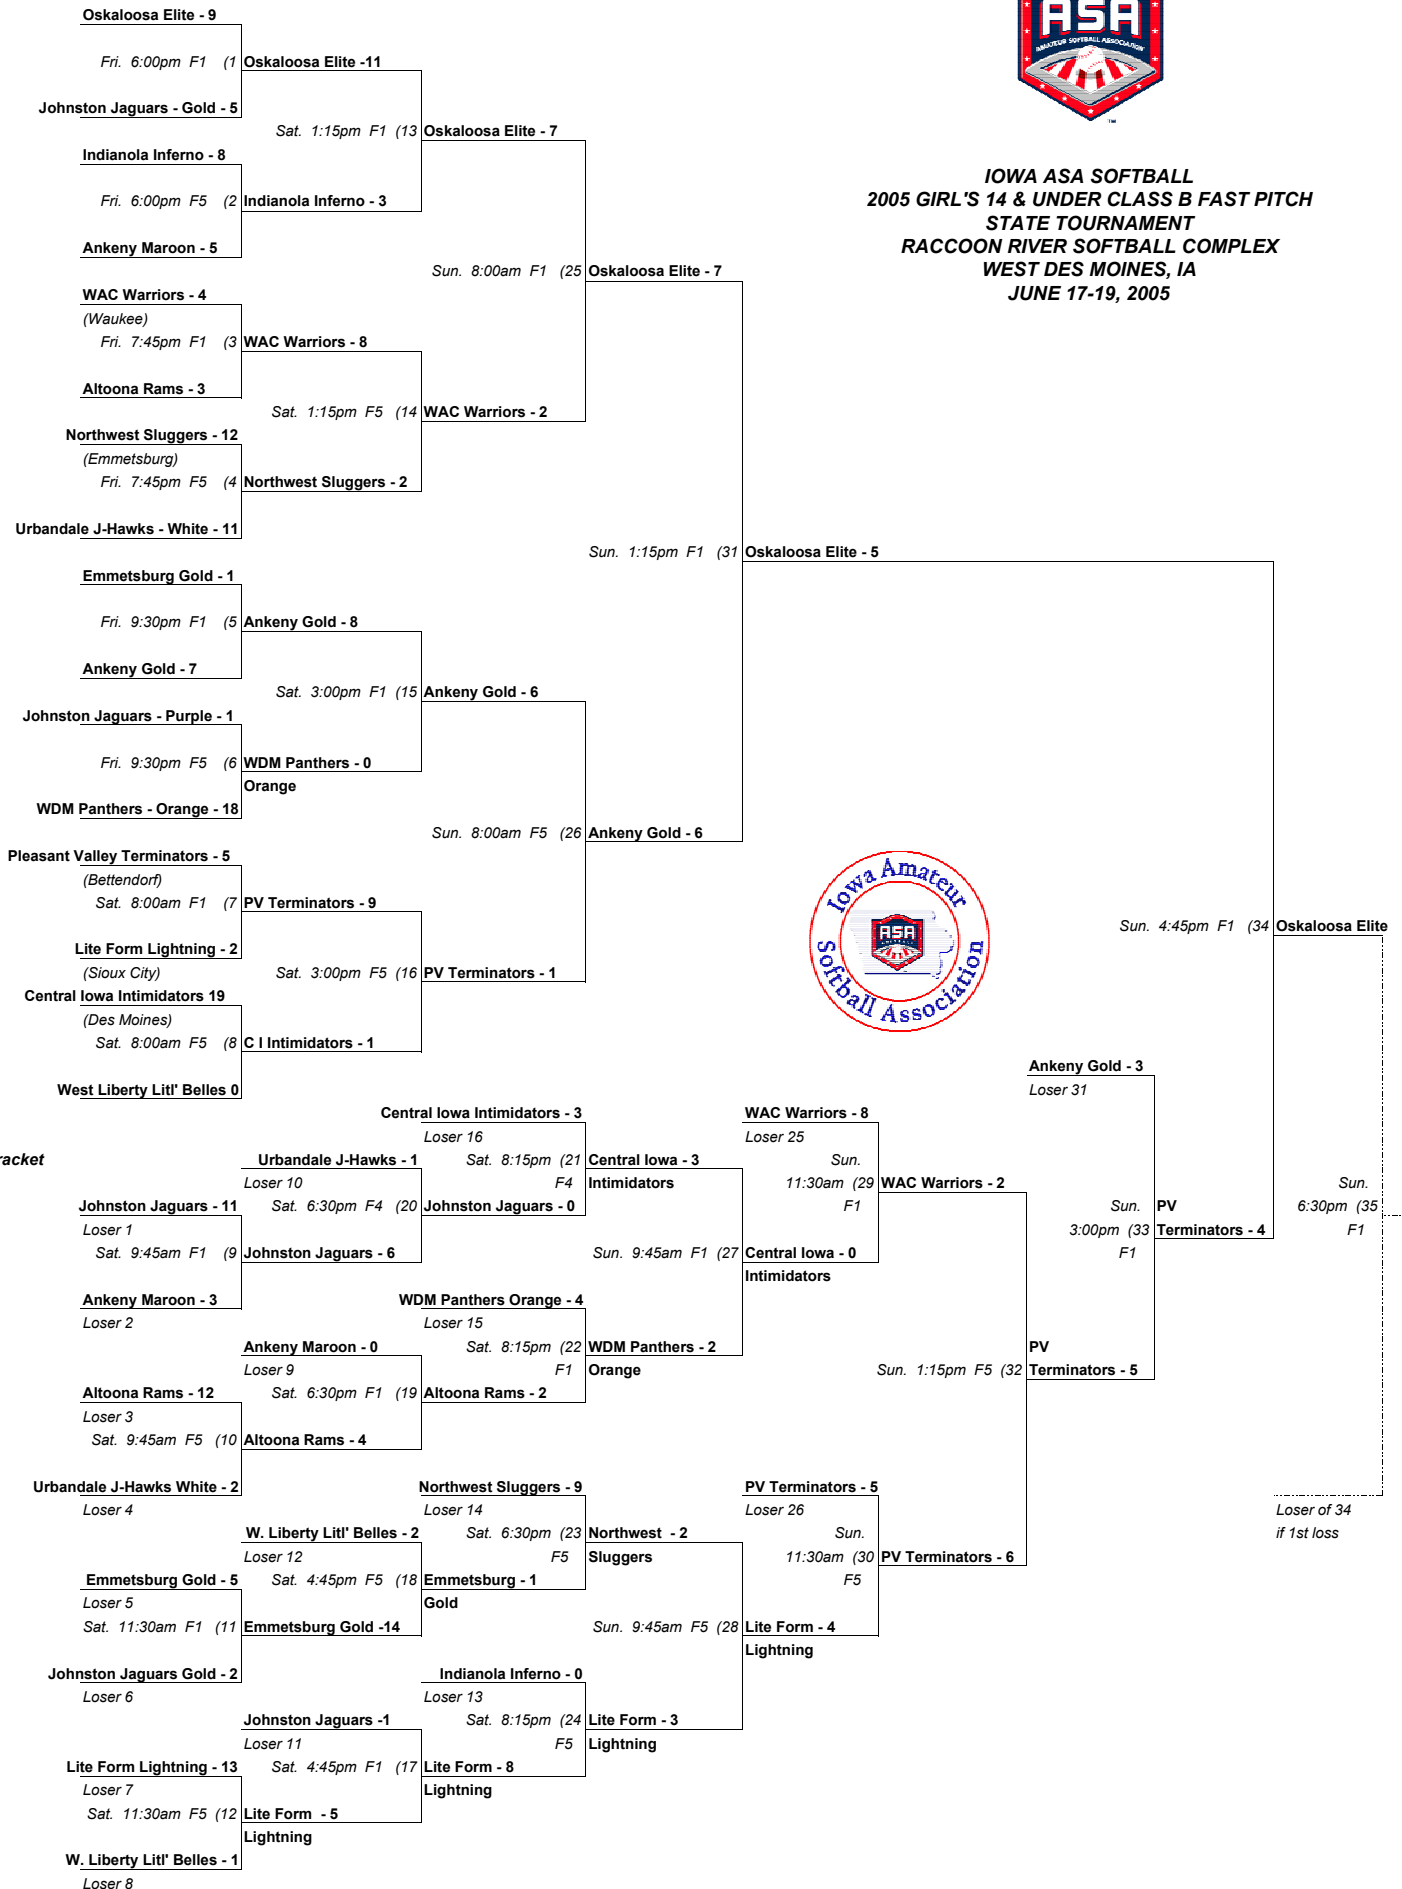 ASA
AMATEUR SOFTBALL ASSOCIATION
TM
IOWA ASA SOFTBALL
2005 GIRL'S 14 & UNDER CLASS B FAST PITCH
STATE TOURNAMENT
RACCOON RIVER SOFTBALL COMPLEX
WEST DES MOINES, IA
JUNE 17-19, 2005
Oskaloosa Elite - 9
Fri. 6:00pm F1 (1 Oskaloosa Elite -11
Johnston Jaguars - Gold - 5
Sat. 1:15pm F1 (13 Oskaloosa Elite - 7
Indianola Inferno - 8
Fri. 6:00pm F5 (2 Indianola Inferno - 3
Ankeny Maroon - 5
Sun. 8:00am F1 (25 Oskaloosa Elite - 7
WAC Warriors - 4
(Waukee)
Fri. 7:45pm F1 (3 WAC Warriors - 8
Altoona Rams - 3
Sat. 1:15pm F5 (14 WAC Warriors - 2
Northwest Sluggers - 12
(Emmetsburg)
Fri. 7:45pm F5 (4 Northwest Sluggers - 2
Urbandale J-Hawks - White - 11
Sun. 1:15pm F1 (31 Oskaloosa Elite - 5
Emmetsburg Gold - 1
Fri. 9:30pm F1 (5 Ankeny Gold - 8
Ankeny Gold - 7
Sat. 3:00pm F1 (15 Ankeny Gold - 6
Johnston Jaguars - Purple - 1
Fri. 9:30pm F5 (6 WDM Panthers - 0
Orange
WDM Panthers - Orange - 18
Sun. 8:00am F5 (26 Ankeny Gold - 6
Pleasant Valley Terminators - 5
(Bettendorf)
Sat. 8:00am F1 (7 PV Terminators - 9
Iowa Amateur
ASA
Softball Association
Sun. 4:45pm F1 (34 Oskaloosa Elite
Lite Form Lightning - 2
(Sioux City)
Sat. 3:00pm F5 (16 PV Terminators - 1
Central Iowa Intimidators 19
(Des Moines)
Sat. 8:00am F5 (8 C I Intimidators - 1
West Liberty Litl' Belles 0
Ankeny Gold - 3
Loser 31
Central Iowa Intimidators - 3
WAC Warriors - 8
Loser 16
Loser 25
racket
Urbandale J-Hawks - 1
Sat. 8:15pm (21 Central Iowa - 3
Sun.
Sun.
Loser 10
F4 Intimidators
11:30am (29 WAC Warriors - 2
Johnston Jaguars - 11
Sat. 6:30pm F4 (20 Johnston Jaguars - 0
F1
Sun. PV
6:30pm (35
Loser 1
3:00pm (33 Terminators - 4
F1
Sat. 9:45am F1 (9 Johnston Jaguars - 6
Sun. 9:45am F1 (27 Central Iowa - 0
F1
Intimidators
Ankeny Maroon - 3
WDM Panthers Orange - 4
Loser 2
Loser 15
Ankeny Maroon - 0
Sat. 8:15pm (22 WDM Panthers - 2
PV
Loser 9
F1 Orange
Sun. 1:15pm F5 (32 Terminators - 5
Altoona Rams - 12
Sat. 6:30pm F1 (19 Altoona Rams - 2
Loser 3
Sat. 9:45am F5 (10 Altoona Rams - 4
Urbandale J-Hawks White - 2
Northwest Sluggers - 9
PV Terminators - 5
Loser 4
Loser 14
Loser 26
Loser of 34
W. Liberty Litl' Belles - 2
Sat. 6:30pm (23 Northwest - 2
Sun.
if 1st loss
Loser 12
F5 Sluggers
11:30am (30 PV Terminators - 6
Emmetsburg Gold - 5
Sat. 4:45pm F5 (18 Emmetsburg - 1
F5
Loser 5
Gold
Sat. 11:30am F1 (11 Emmetsburg Gold -14
Sun. 9:45am F5 (28 Lite Form - 4
Lightning
Johnston Jaguars Gold - 2
Indianola Inferno - 0
Loser 6
Loser 13
Johnston Jaguars -1
Sat. 8:15pm (24 Lite Form - 3
Loser 11
F5 Lightning
Lite Form Lightning - 13
Sat. 4:45pm F1 (17 Lite Form - 8
Loser 7
Lightning
Sat. 11:30am F5 (12 Lite Form - 5
Lightning
W. Liberty Litl' Belles - 1
Loser 8